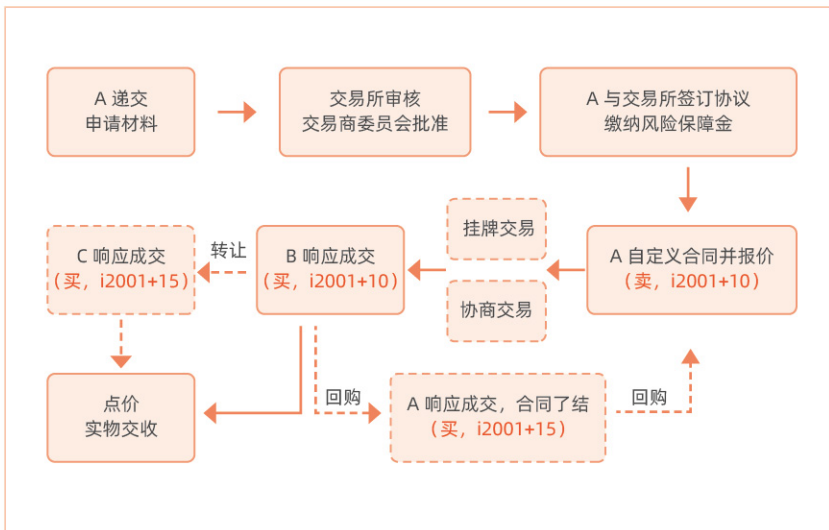 A 递交
申请材料
交易所审核
交易商委员会批准
A 与交易所签订协议
缴纳风险保障金
C 响应成交
（买，i2001+15）
转让
B 响应成交
（买，i2001+10）
挂牌交易
协商交易
A 自定义合同并报价
（卖，i2001+10）
点价
实物交收
回购
A 响应成交，合同了结
（买，i2001+15）
回购